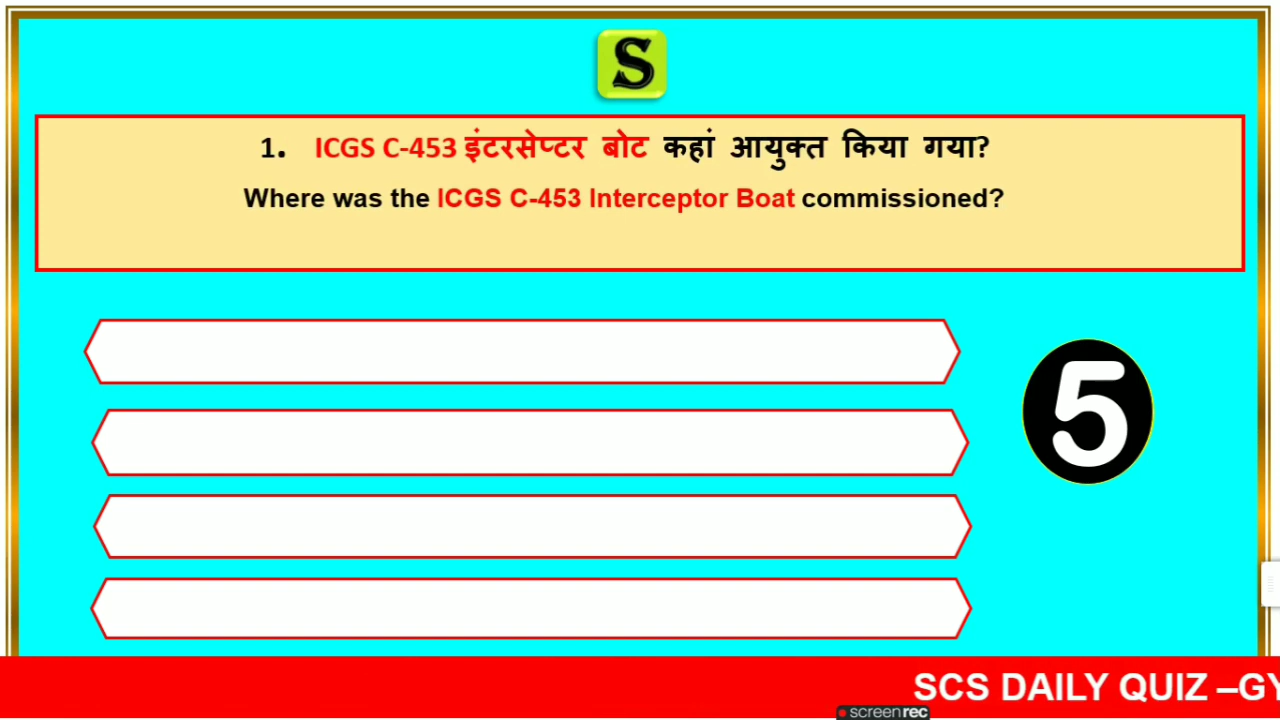 S
1. ICGS C-453 इंटरसेप्टर बोट कहां आयुक्त किया गया?
Where was the ICGS C-453 Interceptor Boat commissioned?
5
SCS DAILY QUIZ –GY
screenrec